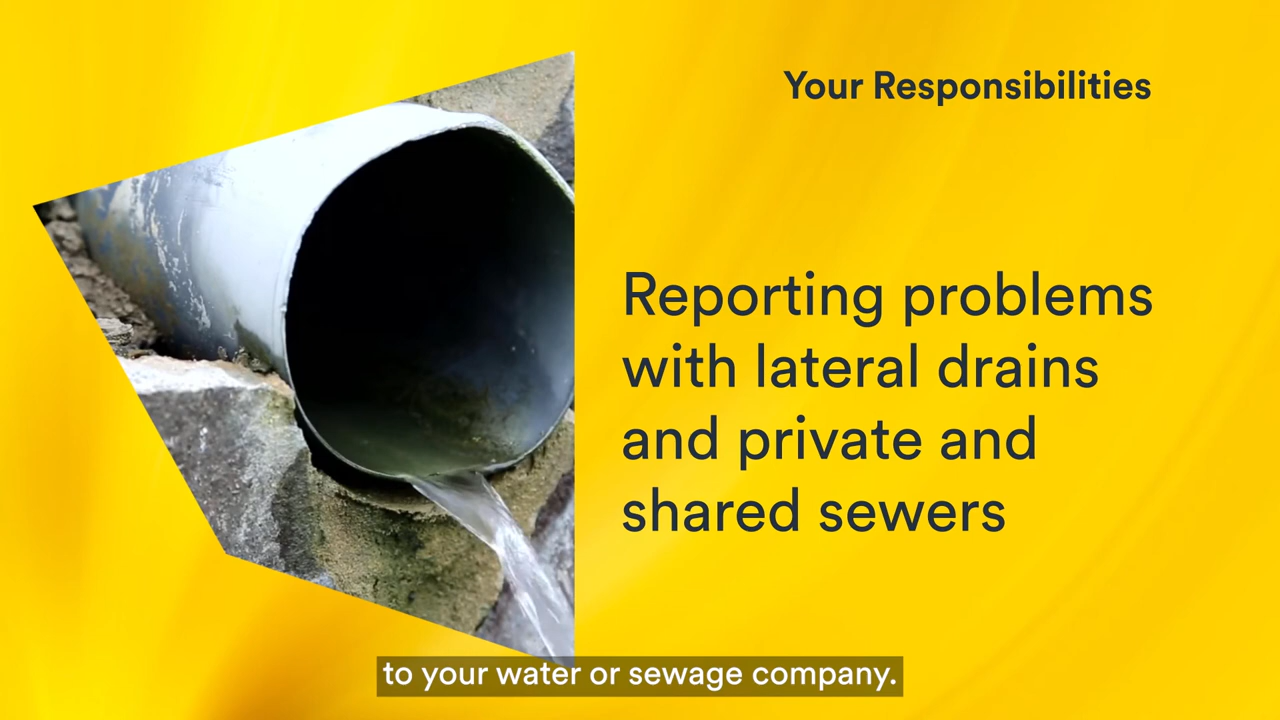 Your Responsibilities
Reporting problems
with lateral drains
and private and
shared sewers
to your water or sewage company.